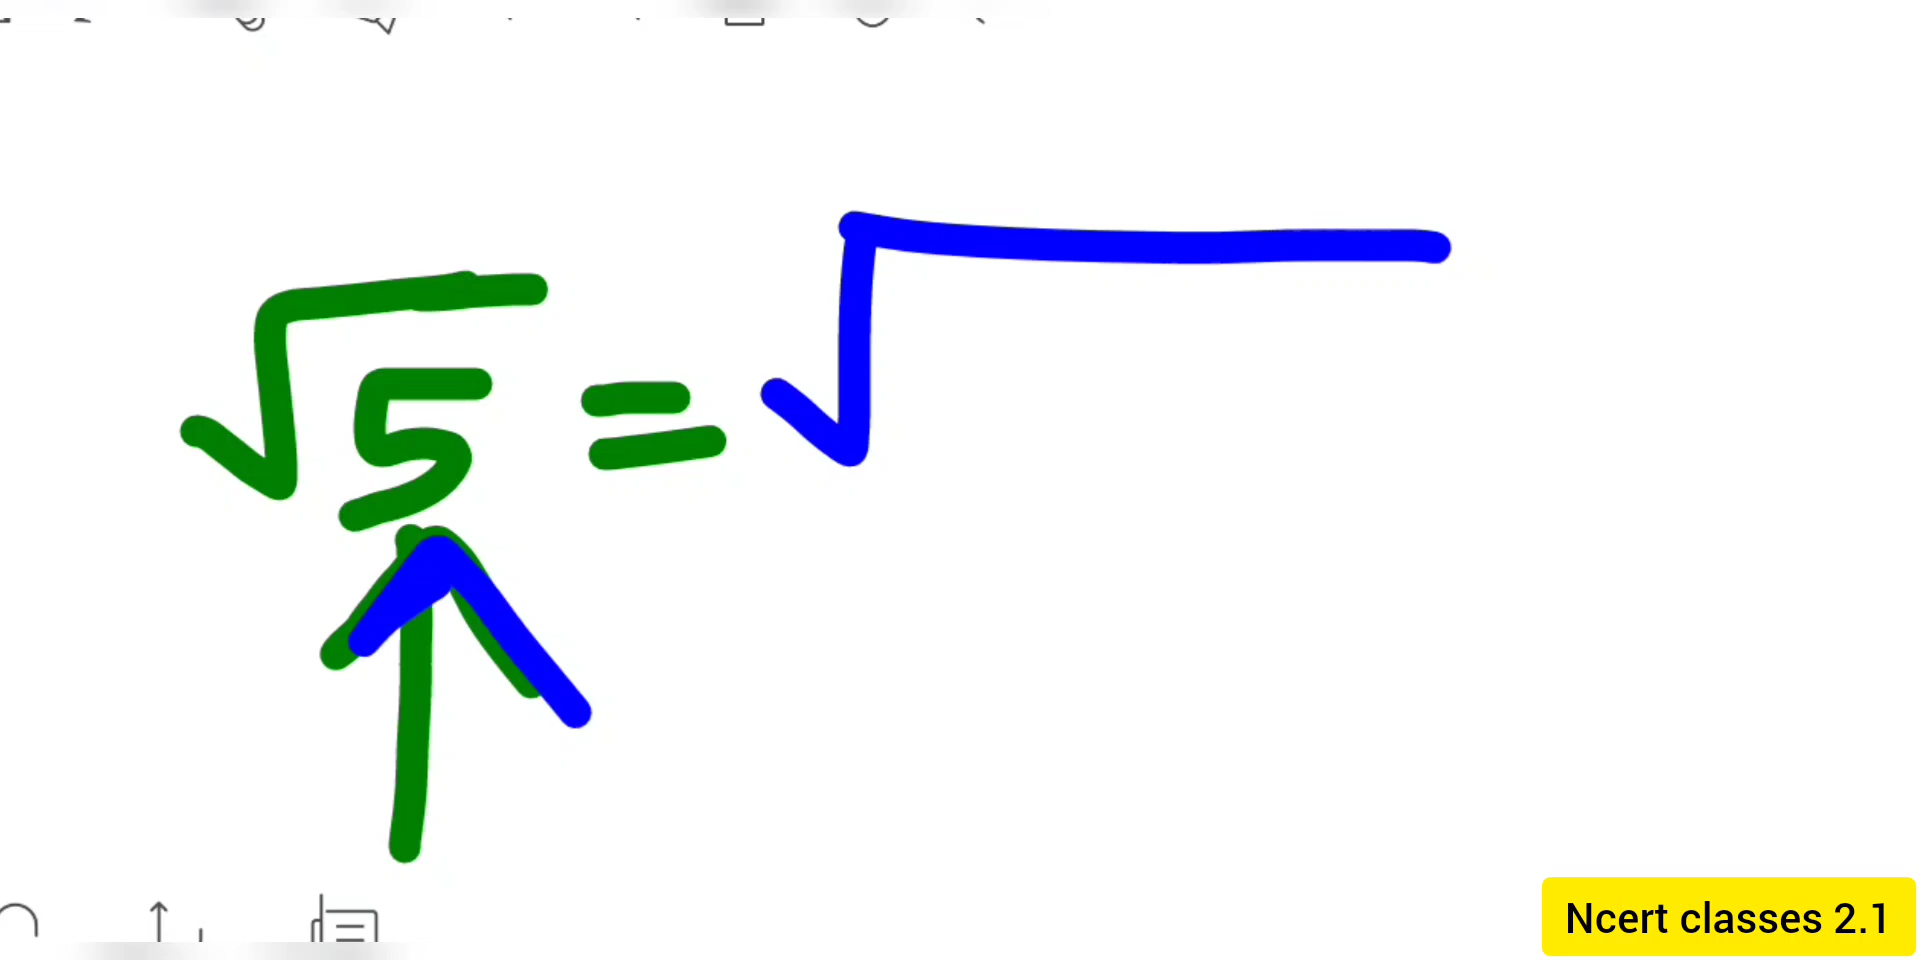 √5 = √
Ncert classes 2.1